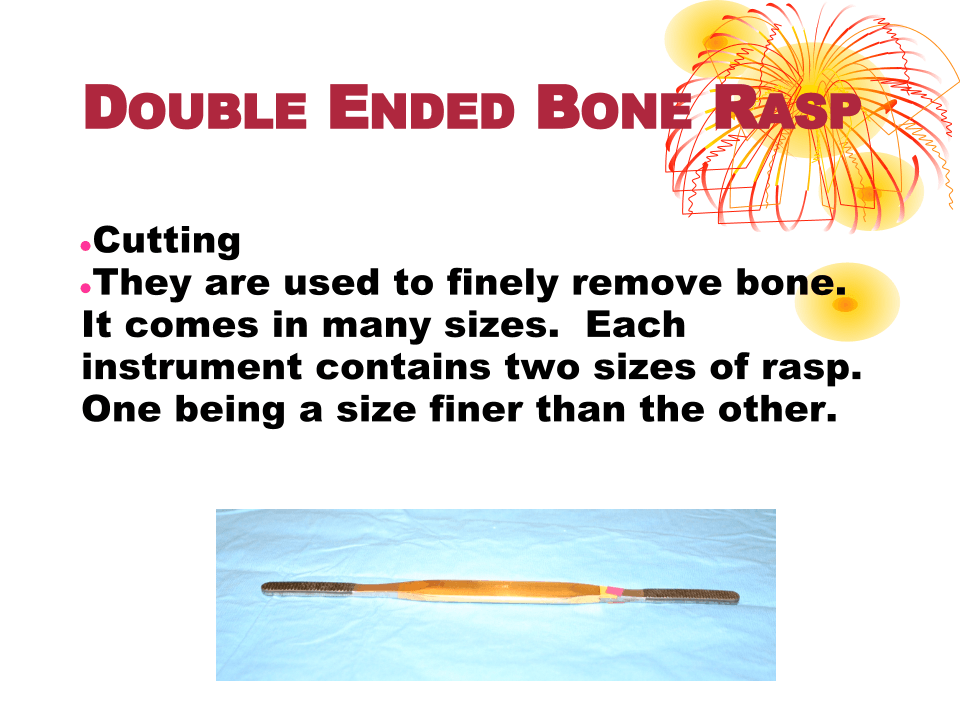 DOUBLE ENDED BONE RASP
•Cutting
•They are used to finely remove bone.
It comes in many sizes.  Each
instrument contains two sizes of rasp.
One being a size finer than the other.